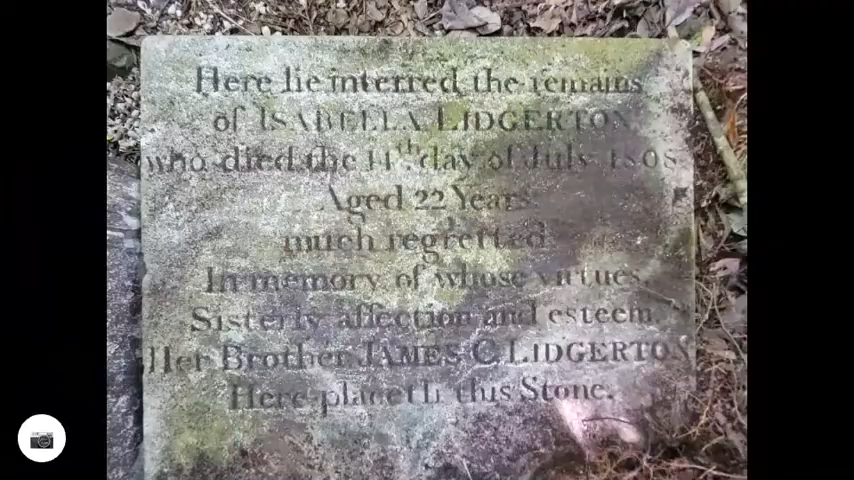 Here lie interred the remains
of ISABELLA LIDGERTON
who died the 11th day of July 1808
Aged 22 Years
much regretted
In memory of whose virtues,
Sisterly affection and esteem,
Her Brother JAMES C LIDGERTON
Here placeth this Stone.